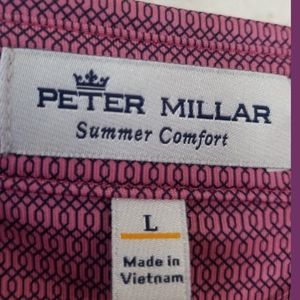 PETER MILLAR
Summer Comfort
L
Made in
Vietnam